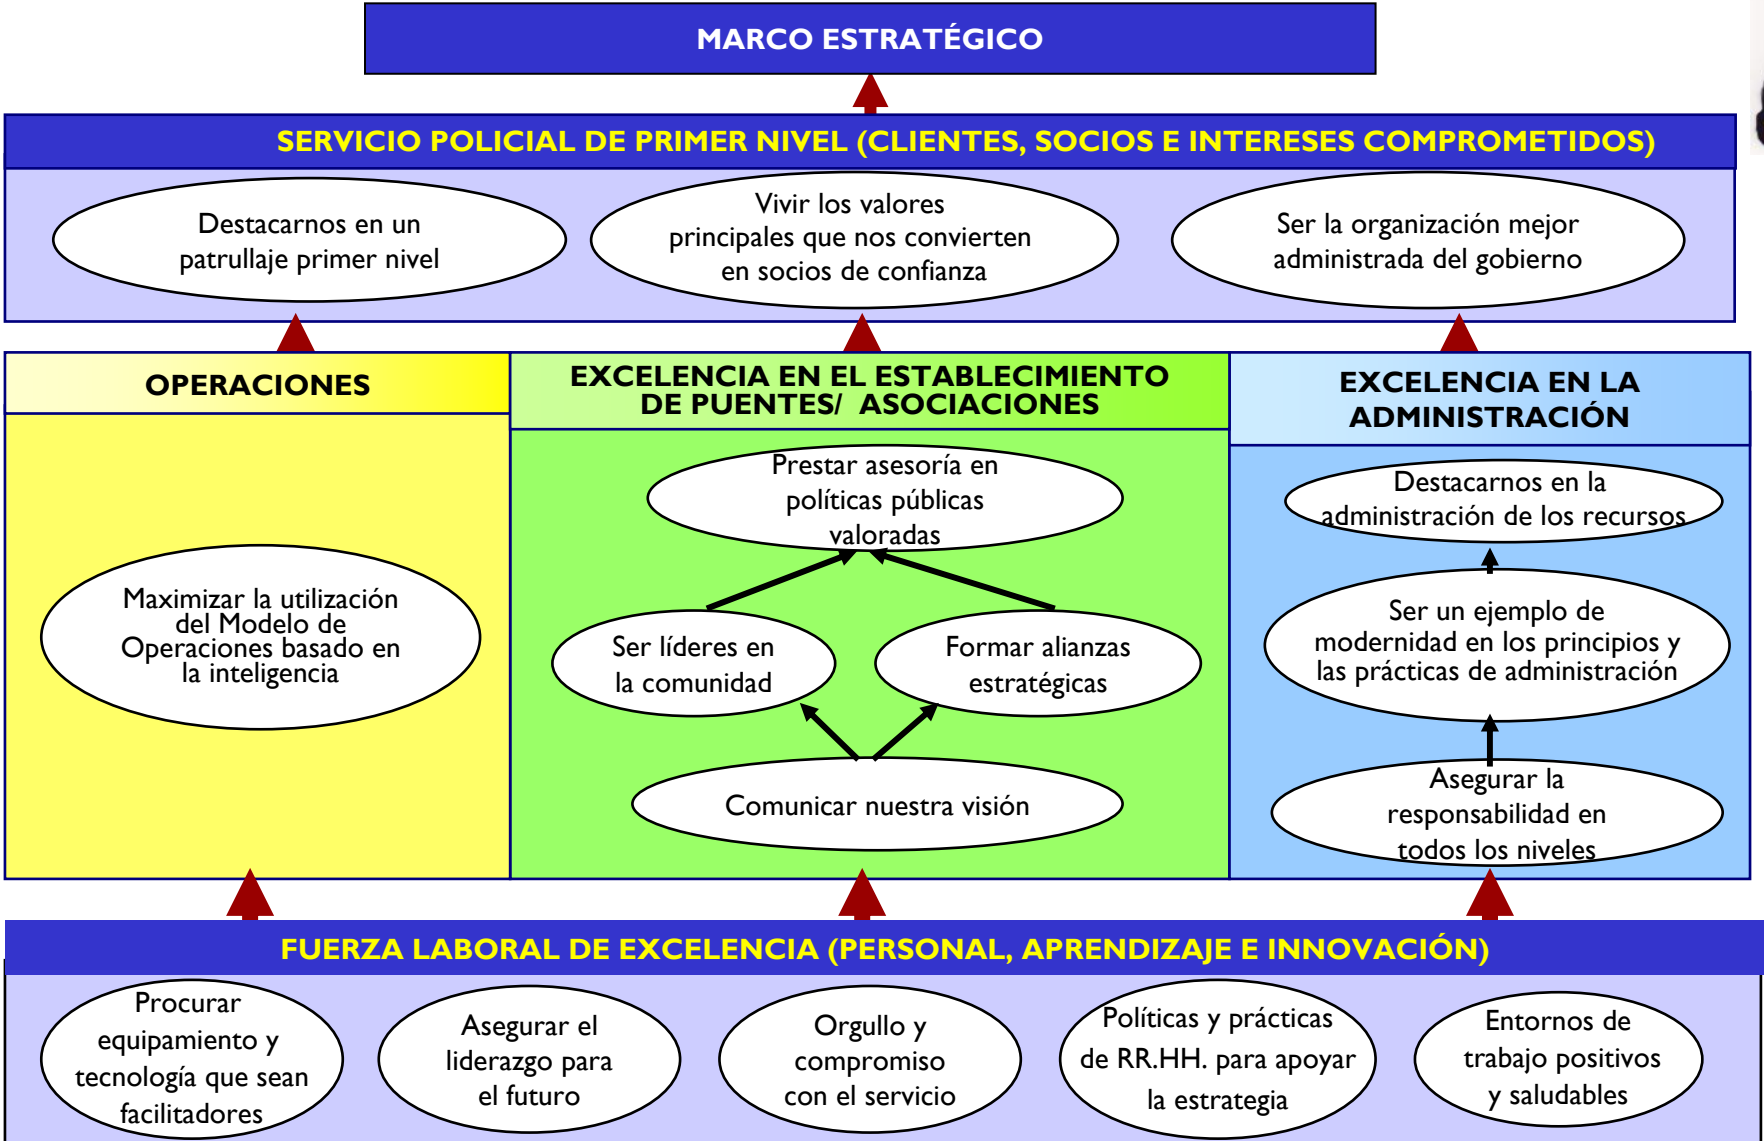 MARCO ESTRATÉGICO
SERVICIO POLICIAL DE PRIMER NIVEL (CLIENTES, SOCIOS E INTERESES COMPROMETIDOS)
Destacarnos en un
patrullaje primer nivel
Vivir los valores
principales que nos convierten
en socios de confianza
Ser la organización mejor
administrada del gobierno
OPERACIONES
Maximizar la utilización
del Modelo de
Operaciones basado en
la inteligencia
EXCELENCIA EN EL ESTABLECIMIENTO
DE PUENTES/ ASOCIACIONES
Prestar asesoría en
políticas públicas
valoradas
Ser líderes en
la comunidad
Formar alianzas
estratégicas
Comunicar nuestra visión
EXCELENCIA EN LA
ADMINISTRACIÓN
Destacarnos en la
administración de los recursos
Ser un ejemplo de
modernidad en los principios y
las prácticas de administración
Asegurar la
responsabilidad en
todos los niveles
FUERZA LABORAL DE EXCELENCIA (PERSONAL, APRENDIZAJE E INNOVACIÓN)
Procurar
equipamiento y
tecnología que sean
facilitadores
Asegurar el
liderazgo para
el futuro
Orgullo y
compromiso
con el servicio
Políticas y prácticas
de RR.HH. para apoyar
la estrategia
Entornos de
trabajo positivos
y saludables